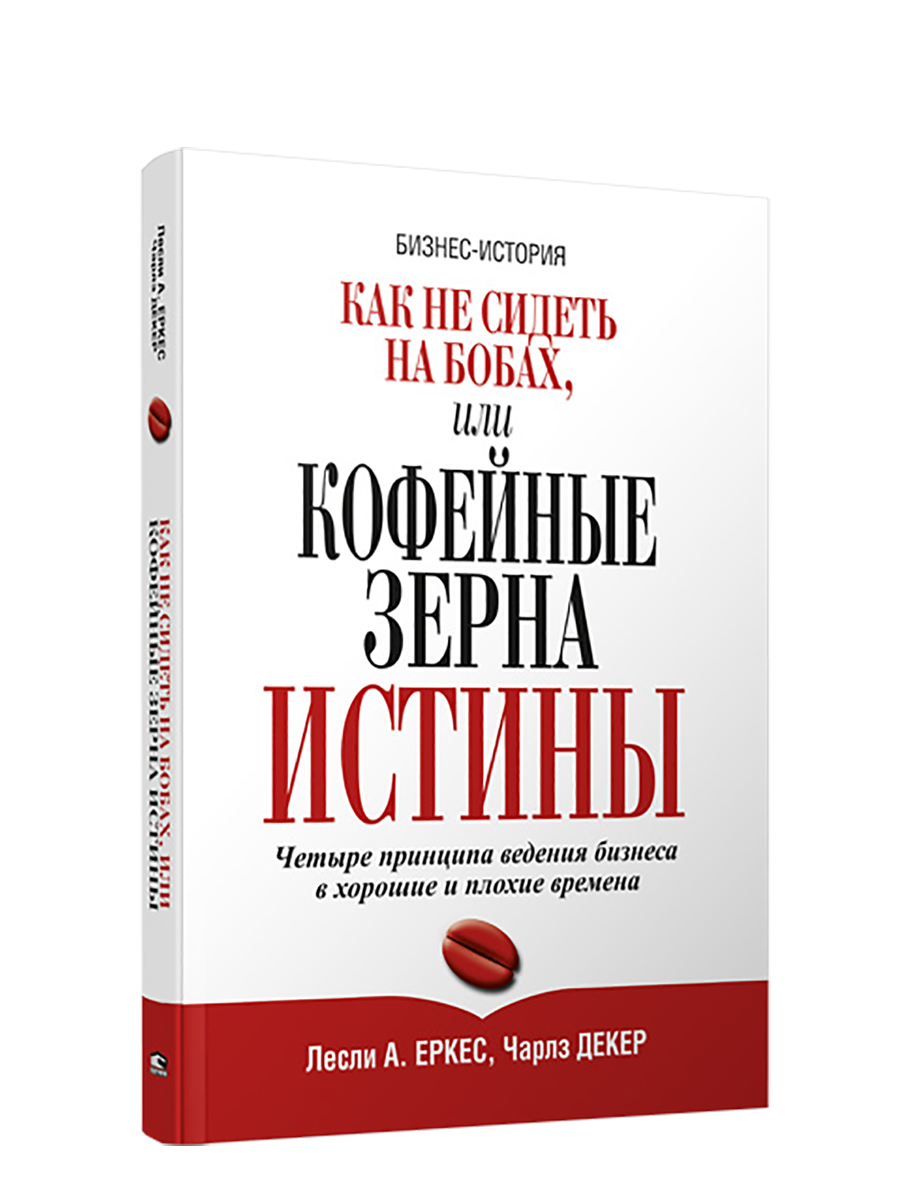 БИЗНЕС-ИСТОРИЯ
КАК НЕ СИДЕТЬ
НА БОБАХ,
или
КОФЕЙНЫЕ
ЗЕРНА
ИСТИНЫ
Четыре принципа ведения бизнеса
в хорошие и плохие времена
Лесли А. ЕРКЕС, Чарлз ДЕКЕР
Лесли А. ЕРКЕС
Чарлз ДЕКЕР
КАК НЕ СИДЕТЬ НА БОБАХ, ИЛИ
КОФЕЙНЫЕ ЗЕРНА ИСТИНЫ